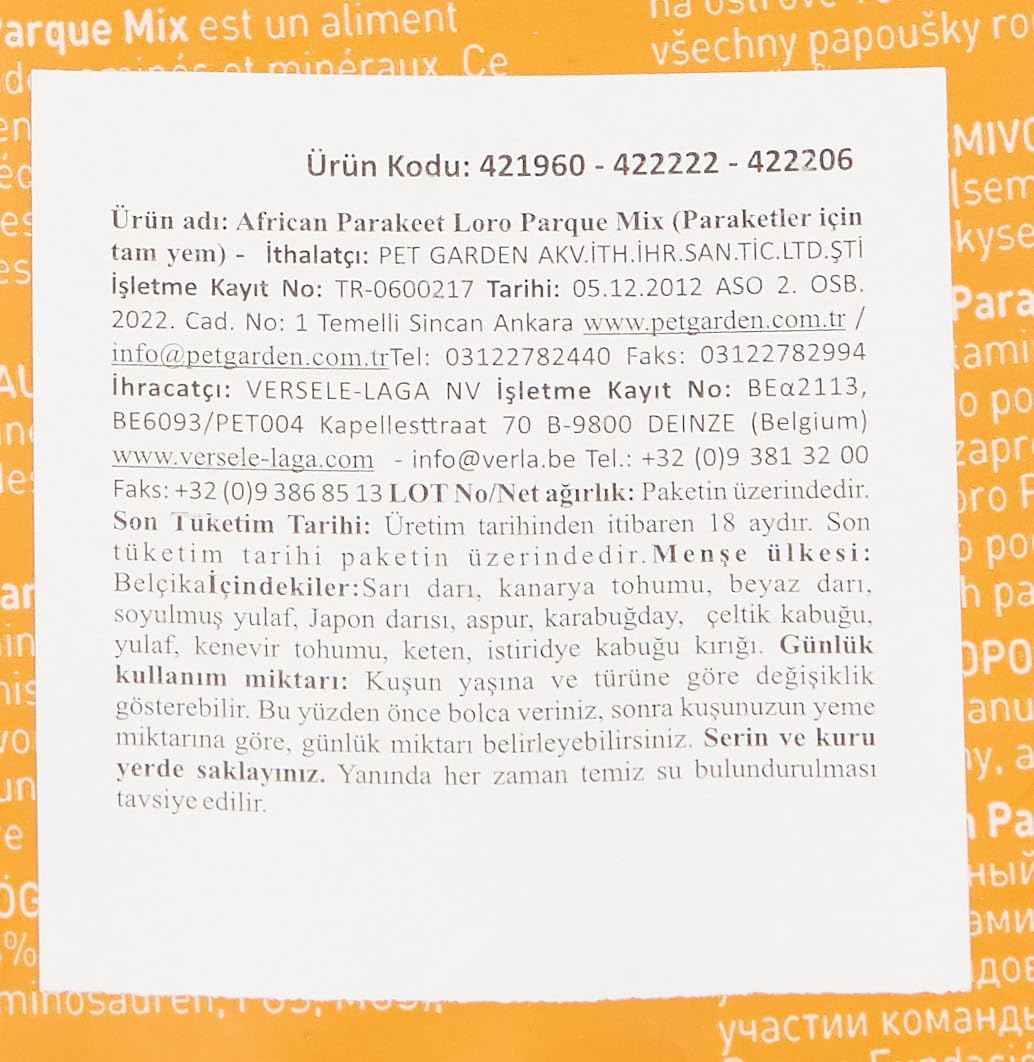 arque Mix est un aliment
minéraux. Ce
všechny papoušky ro
Ürün Kodu: 421960 - 422222 - 422206
Ürün adı: African Parakeet Loro Parque Mix (Paraketler için
tam yem) - İthalatçı: PET GARDEN AKV.İTH.İHR.SAN.TİC.LTD.ŞTİ
İşletme Kayıt No: TR-0600217 Tarihi: 05.12.2012 ASO 2. OSB.
2022. Cad. No: 1 Temelli Sincan Ankara www.petgarden.com.tr /
info@petgarden.com.trTel: 03122782440 Faks: 03122782994
İhracatçı: VERSELE-LAGA NV İşletme Kayıt No: BEα2113,
BE6093/PET004 Kapellesttraat 70 B-9800 DEINZE (Belgium)
www.versele-laga.com - info@verla.be Tel.: +32 (0)9 381 32 00
Faks: +32 (0)9 386 85 13 LOT No/Net ağırlık: Paketin üzerindedir.
Son Tüketim Tarihi: Üretim tarihinden itibaren 18 aydır. Son
tüketim tarihi paketin üzerindedir. Menşe ülkesi:
Belçikaİçindekiler:Sarı darı, kanarya tohumu, beyaz darı,
soyulmuş yulaf, Japon darısı, aspur, karabuğday, çeltik kabuğu,
yulaf, kenevir tohumu, keten, istiridye kabuğu kırığı. Günlük
kullanım miktarı: Kuşun yaşına ve türüne göre değişiklik
gösterebilir. Bu yüzden önce bolca veriniz, sonra kuşunuzun yeme
miktarına göre, günlük miktarı belirleyebilirsiniz. Serin ve kuru
yerde saklayınız. Yanında her zaman temiz su bulundurulması
tavsiye edilir.
участии команды